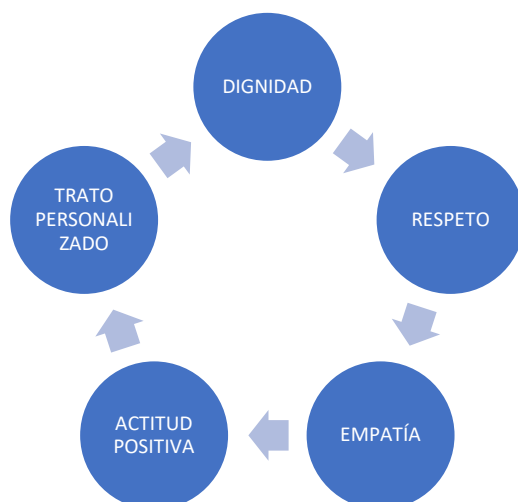 DIGNIDAD
RESPETO
EMPATÍA
ACTITUD
POSITIVA
TRATO
PERSONALI
ZADO